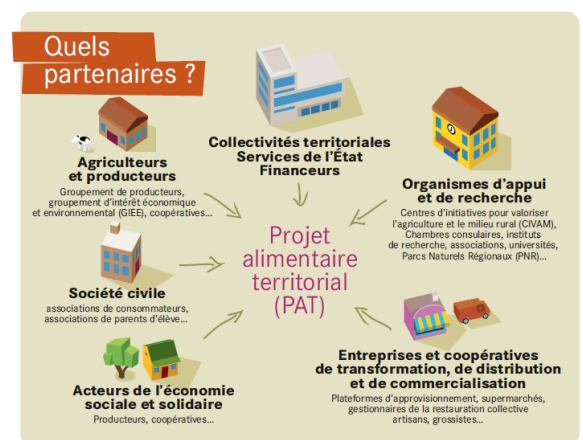 Quels
partenaires ?
Agriculteurs
et producteurs
Groupement de producteurs,
groupement d'intérêt économique
et environnemental (GIEE), coopératives...
Collectivités territoriales
Services de l'État
Financeurs
Organismes d'appui
et de recherche
Centres d'initiatives pour valoriser
l'agriculture et le milieu rural (CIVAM),
Chambres consulaires, instituts
de recherche, associations, universités,
Parcs Naturels Régionaux (PNR)...
Projet
alimentaire
territorial
(PAT)
Société civile
associations de consommateurs,
associations de parents d'élève...
Acteurs de l'économie
sociale et solidaire
Producteurs, coopératives...
Entreprises et coopératives
de transformation, de distribution
et de commercialisation
Plateformes d'approvisionnement, supermarchés,
gestionnaires de la restauration collective
artisans, grossistes...